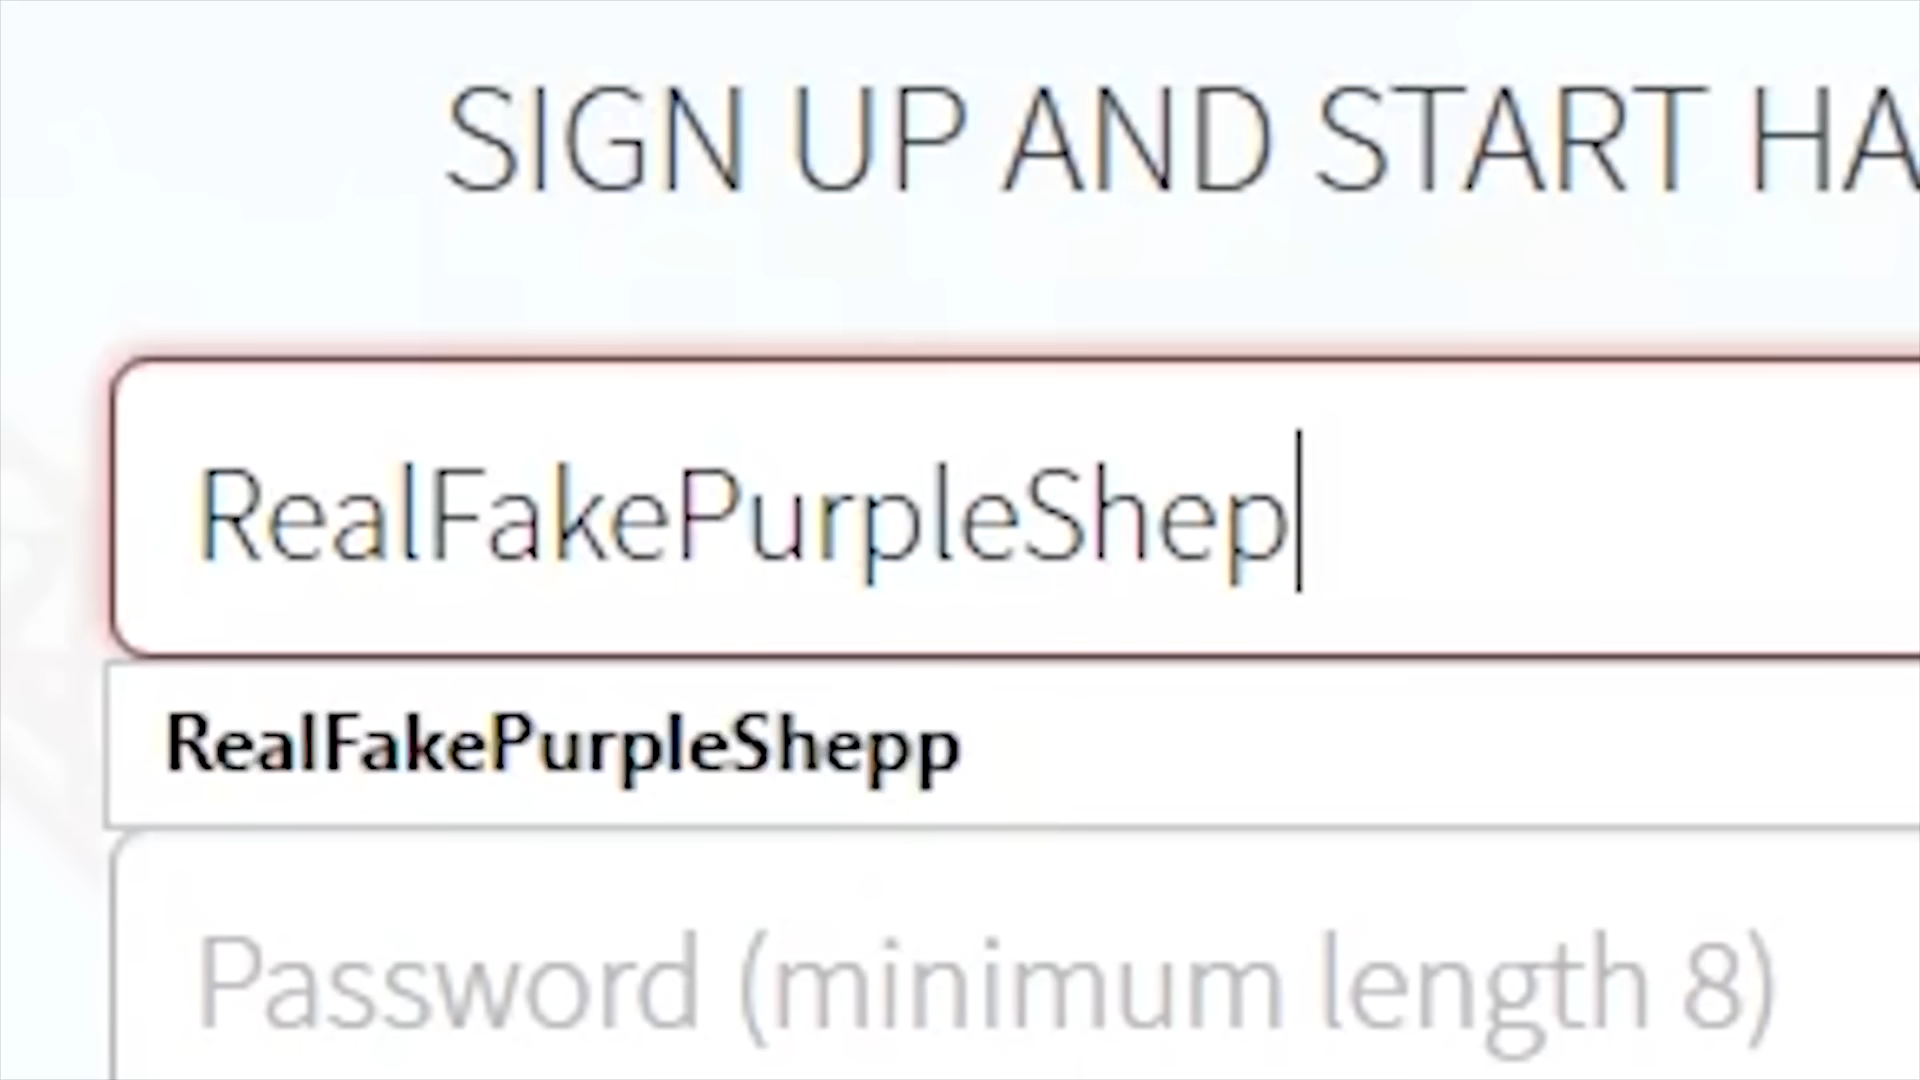 SIGN UP AND START HA
RealFakePurpleShep
RealFakePurpleShepp
Password (minimum length 8)